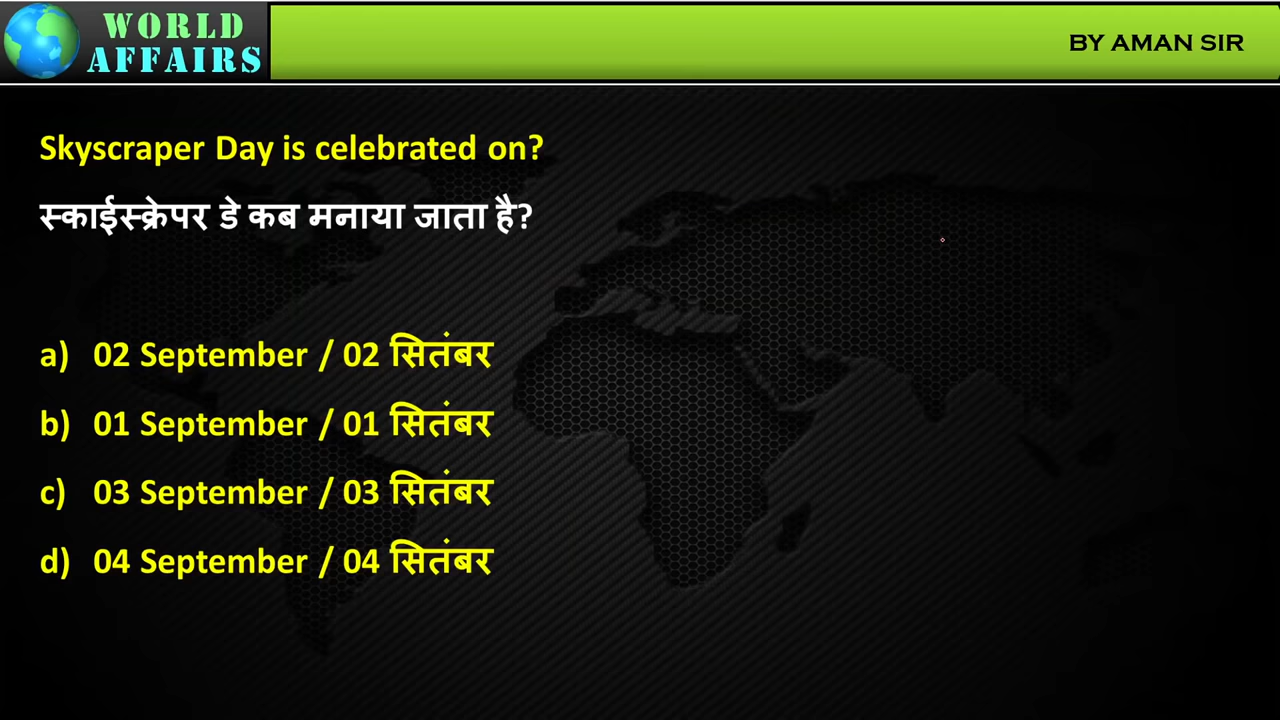 WORLD
AFFAIRS
BY AMAN SIR
Skyscraper Day is celebrated on?
स्काईस्क्रेपर डे कब मनाया जाता है?
a) 02 September / 02 सितंबर
b) 01 September / 01 सितंबर
c) 03 September / 03 सितंबर
d) 04 September / 04 सितंबर